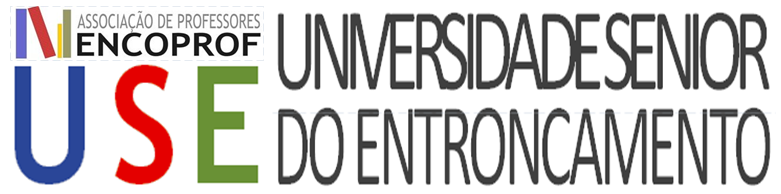 ASSOCIAÇÃO DE PROFESSORES
ENCOPROF
USE
UNIVERSIDADE SENIOR
DO ENTRONCAMENTO